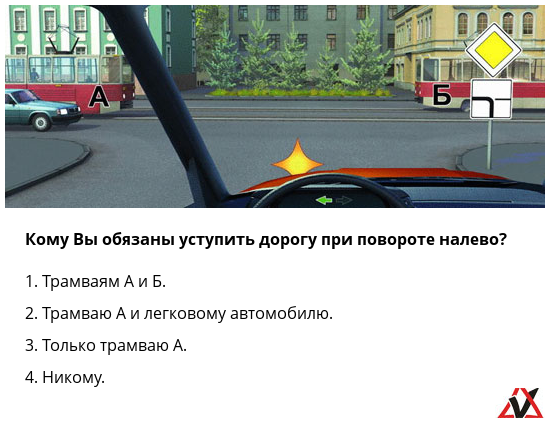 А
Б
Кому Вы обязаны уступить дорогу при повороте налево?
1. Трамваям А и Б.
2. Трамваю А и легковому автомобилю.
3. Только трамваю А.
4. Никому.